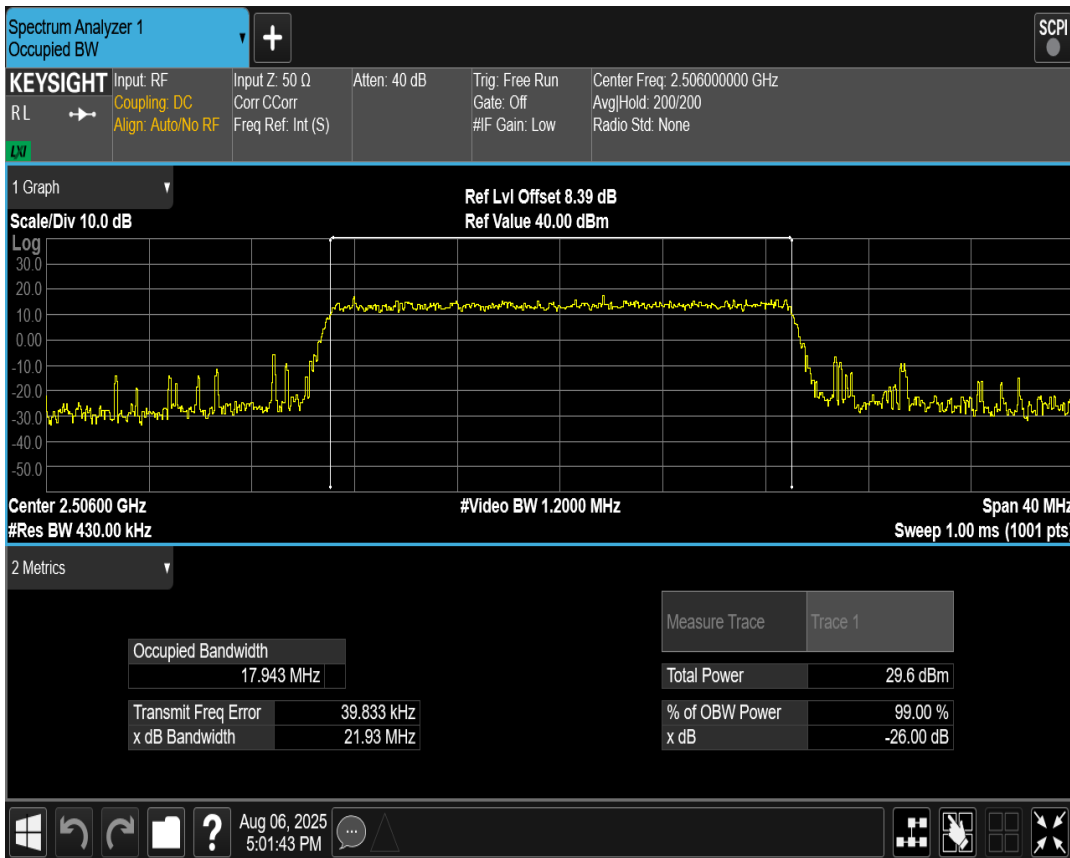 Spectrum Analyzer 1
Occupied BW
+
SCPI
KEYSIGHT
R L
LXI
Input: RF
Coupling: DC
Align: Auto/No RF
Input Z: 50 Ω
Corr CCorr
Freq Ref: Int (S)
Atten: 40 dB
Trig: Free Run
Gate: Off
#IF Gain: Low
Center Freq: 2.506000000 GHz
Avg|Hold: 200/200
Radio Std: None
1 Graph
Scale/Div 10.0 dB
Ref Lvl Offset 8.39 dB
Ref Value 40.00 dBm
Log
30.0
20.0
10.0
0.00
-10.0
-20.0
-30.0
-40.0
-50.0
Center 2.50600 GHz
#Video BW 1.2000 MHz
Span 40 MHz
#Res BW 430.00 kHz
Sweep 1.00 ms (1001 pts)
2 Metrics
Measure Trace Trace 1
Occupied Bandwidth
17.943 MHz
Total Power 29.6 dBm
Transmit Freq Error 39.833 kHz
% of OBW Power 99.00 %
x dB Bandwidth 21.93 MHz
x dB -26.00 dB
?
Aug 06, 2025
5:01:43 PM